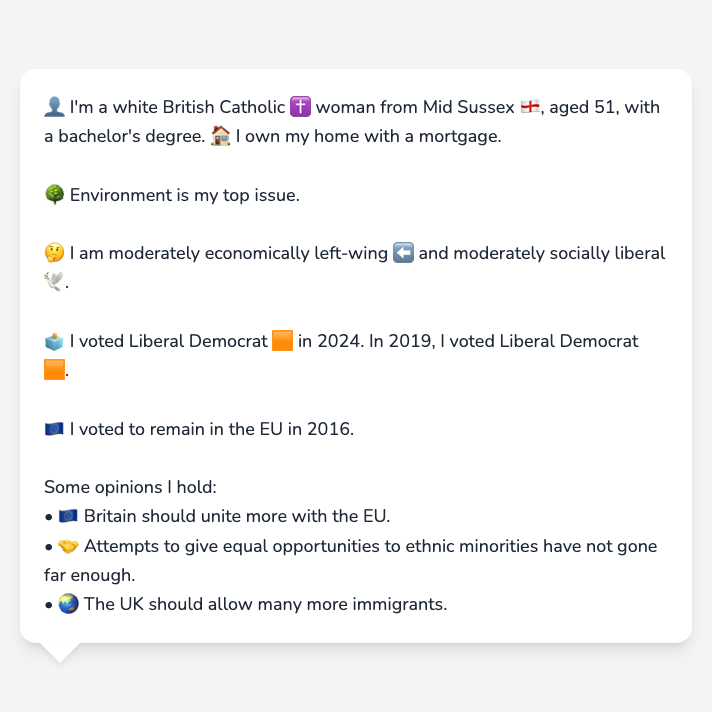 👤 I'm a white British Catholic ✝️ woman from Mid Sussex 🏴󠁧󠁢󠁥󠁮󠁧󠁿, aged 51, with
a bachelor's degree. 🏠 I own my home with a mortgage.
🌳 Environment is my top issue.
🤔 I am moderately economically left-wing ⬅️ and moderately socially liberal
🕊️.
🗳️ I voted Liberal Democrat 🟧 in 2024. In 2019, I voted Liberal Democrat
🟧.
🇪🇺 I voted to remain in the EU in 2016.
Some opinions I hold:
• 🇪🇺 Britain should unite more with the EU.
• 🤝 Attempts to give equal opportunities to ethnic minorities have not gone
far enough.
• 🌏 The UK should allow many more immigrants.